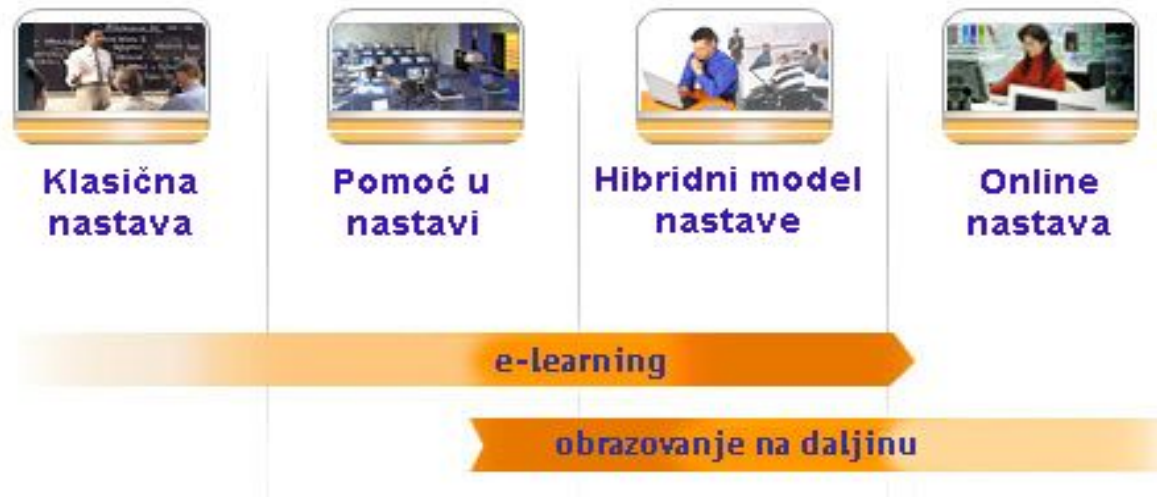 Klasična
nastava
Pomoć u
nastavi
Hibridni model
nastave
Online
nastava
e-learning
obrazovanje na daljinu